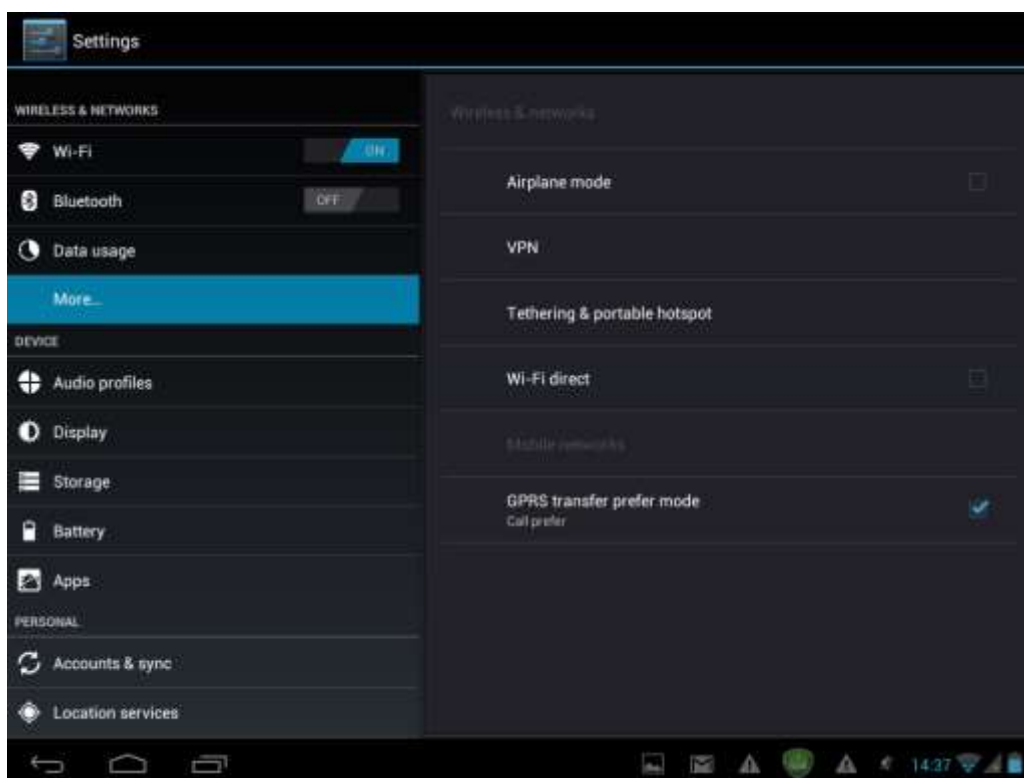 Settings
WIRELESS & NETWORKS
Wi-Fi
ON
Bluetooth
OFF
Data usage
More...
DEVICE
Audio profiles
Display
Storage
Battery
Apps
PERSONAL
Accounts & sync
Location services
Wireless & networks
Airplane mode
VPN
Tethering & portable hotspot
Wi-Fi direct
Mobile networks
GPRS transfer prefer mode
Call prefer
14:37